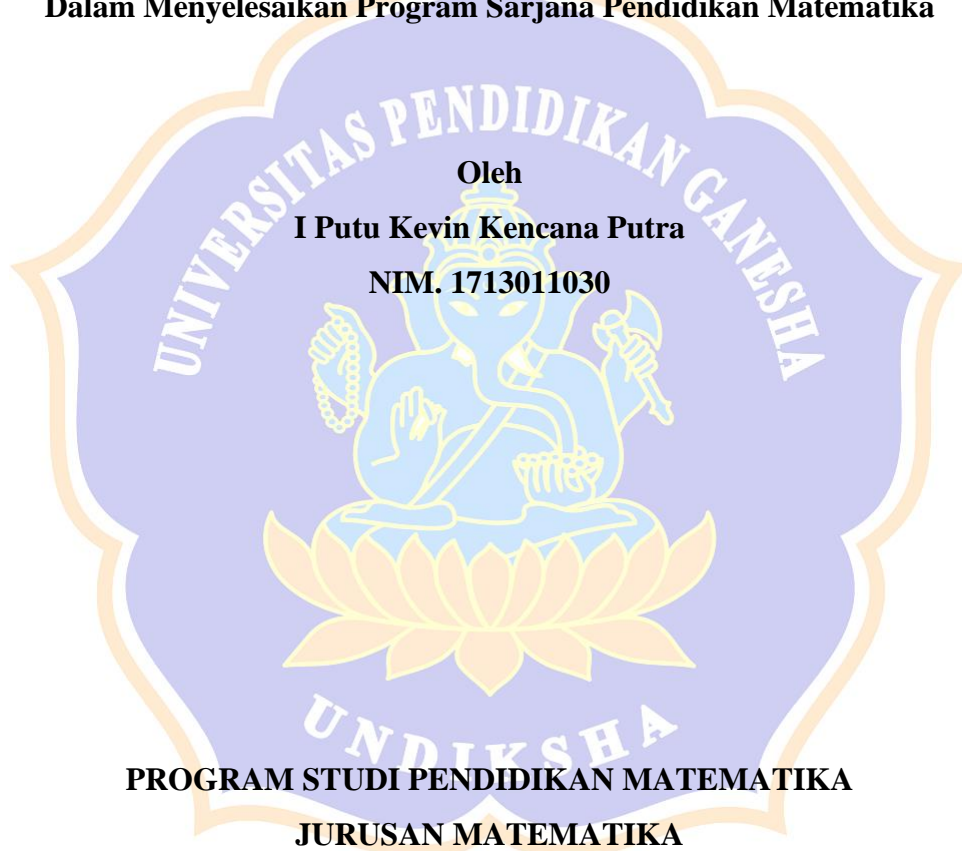 Dalam Menyelesaikan Program Sarjana Pendidikan Matematika
UNIVERSITAS PENDIDIKAN GANESHA
Oleh
I Putu Kevin Kencana Putra
NIM. 1713011030
UNDIKSHA
PROGRAM STUDI PENDIDIKAN MATEMATIKA
JURUSAN MATEMATIKA